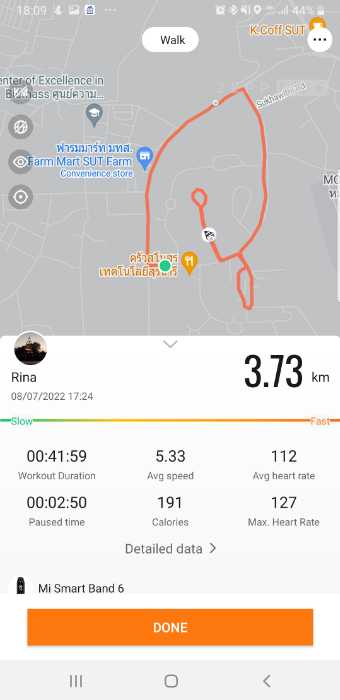 18:09
44%
Walk
K.Coff SUT
enter of Excellence in
Biomass ศูนย์ความ...
Sukhawadi Rd
ฟาร์มมาร์ท มทส.
Farm Mart SUT Farm
Convenience store
MO
ห
ครัวสุรนารี
เทคโนโลยีสุรนารี
Rina
3.73 km
08/07/2022 17:24
Slow
Fast
00:41:59
5.33
112
Workout Duration
Avg speed
Avg heart rate
00:02:50
191
127
Paused time
Calories
Max. Heart Rate
Detailed data >
Mi Smart Band 6
DONE